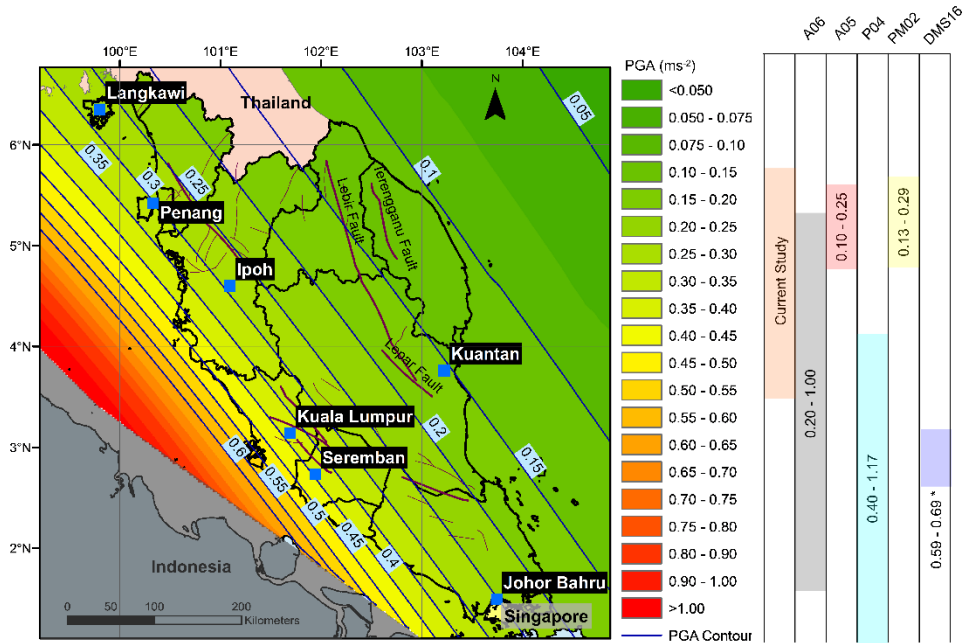 100°E
101°E
102°E
103°E
104°E
6°N
5°N
4°N
3°N
2°N
Langkawi
Thailand
N
0.05
0.35
0.3
0.25
0.1
Penang
Lebir Fault
Terengganu Fault
Ipoh
Kuantan
Lepar Fault
Kuala Lumpur
0.2
Seremban
0.15
0.6
0.55
0.5
0.45
0.4
Indonesia
Johor Bahru
Singapore
0 50 100 200
Kilometers
PGA (ms⁻²)
<0.050
0.050 - 0.075
0.075 - 0.10
0.10 - 0.15
0.15 - 0.20
0.20 - 0.25
0.25 - 0.30
0.30 - 0.35
0.35 - 0.40
0.40 - 0.45
0.45 - 0.50
0.50 - 0.55
0.55 - 0.60
0.60 - 0.65
0.65 - 0.70
0.70 - 0.75
0.75 - 0.80
0.80 - 0.90
0.90 - 1.00
>1.00
PGA Contour
A06
A05
P04
PM02
DMS16
Current Study
0.20 - 1.00
0.10 - 0.25
0.40 - 1.17
0.13 - 0.29
0.59 - 0.69 *